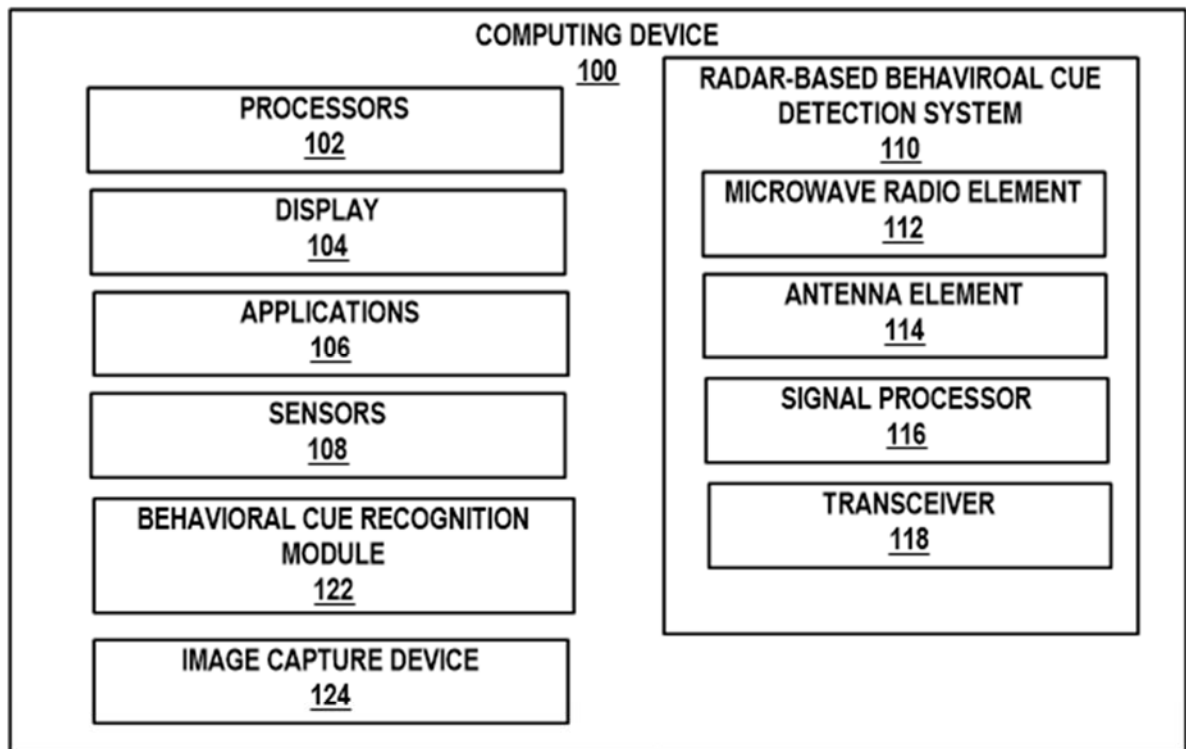 COMPUTING DEVICE
100
PROCESSORS
102
DISPLAY
104
APPLICATIONS
106
SENSORS
108
BEHAVIORAL CUE RECOGNITION
MODULE
122
IMAGE CAPTURE DEVICE
124
RADAR-BASED BEHAVIROAL CUE
DETECTION SYSTEM
110
MICROWAVE RADIO ELEMENT
112
ANTENNA ELEMENT
114
SIGNAL PROCESSOR
116
TRANSCEIVER
118